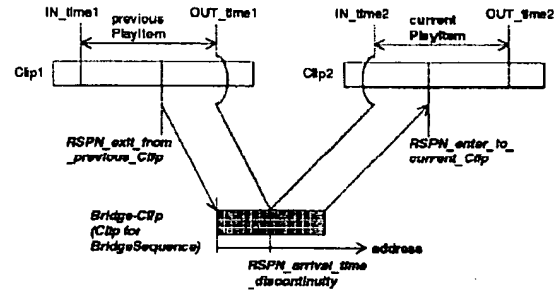 IN_time1
previous
PlayItem
OUT_time1
IN_time2
current
PlayItem
OUT_time2
Clip1
Clip2
RSPN_exit_from
_previous_Clip
RSPN_enter_to_
current_Clip
Bridge-Clip
(Clip for
BridgeSequence)
address
RSPN_arrival_time
_discontinuity